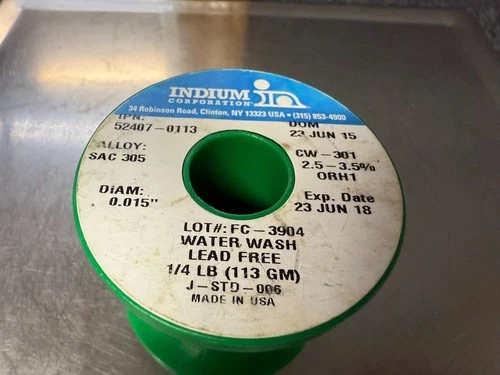 INDIUM
CORPORATION
in
34 Robinson Road, Clinton, NY 13323 USA • (315) 853-4900
IPN:
52407-0113
DOM
23 JUN 15
ALLOY:
SAC 305
CW-301
2.5-3.5%
ORH1
DIAM:
0.015"
Exp. Date
23 JUN 18
LOT#: FC-3904
WATER WASH
LEAD FREE
1/4 LB (113 GM)
J-STD-006
MADE IN USA